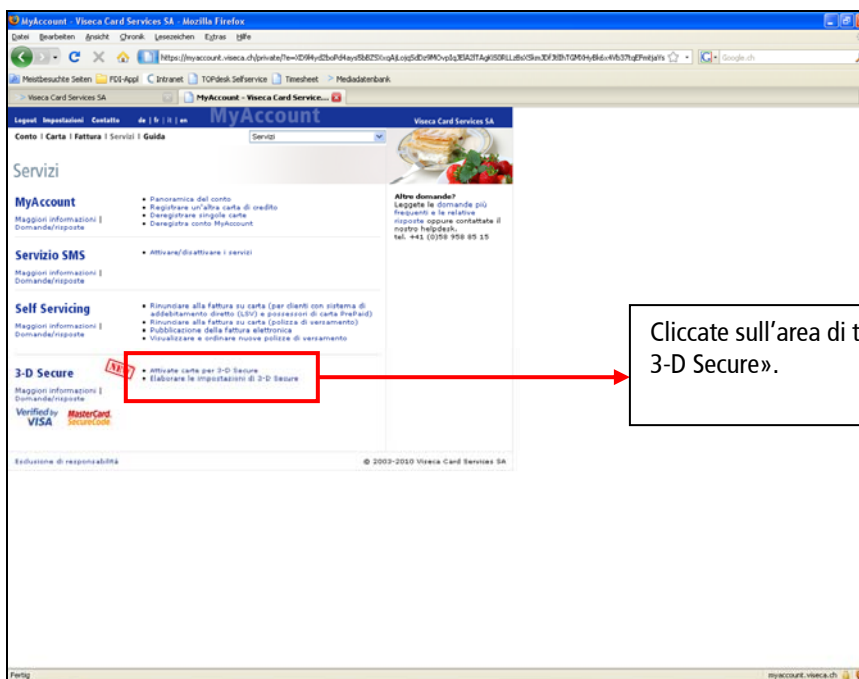 MyAccount - Viseca Card Services SA - Mozilla Firefox
Datei Bearbeiten Ansicht Chronik Lesezeichen Extras Hilfe
Google.ch
Meistbesuchte Seiten FDI-Appl Intranet TOPdesk Selfservice Timesheet Mediadatenbank
Viseca Card Services SA
MyAccount - Viseca Card Service...
Logout Impostazioni Contatto de | fr | it | en
MyAccount
Viseca Card Services SA
Conto | Carta | Fattura | Servizi | Guida
Servizi
Servizi
MyAccount
Maggiori informazioni |
Domande/risposte
• Panoramica del conto
• Registrare un'altra carta di credito
• Deregistrare singole carte
• Deregistra conto MyAccount
Altre domande?
Leggete le domande più
frequenti e le relative
risposte oppure contattate il
nostro helpdesk.
tel. +41 (0)58 958 85 15
Servizio SMS
Maggiori informazioni |
Domande/risposte
• Attivare/disattivare i servizi
Self Servicing
Maggiori informazioni |
Domande/risposte
• Rinunciare alla fattura su carta (per clienti con sistema di
addebitamento diretto (LSV) e possessori di carta PrePaid)
• Rinunciare alla fattura su carta (polizza di versamento)
• Pubblicazione della fattura elettronica
• Visualizzare e ordinare nuove polizze di versamento
3-D Secure
NEW
Maggiori informazioni |
Domande/risposte
• Attivate carta per 3-D Secure
• Elaborare le impostazioni di 3-D Secure
Verified by
VISA
MasterCard.
SecureCode.
Cliccate sull'area di t
3-D Secure».
Esclusione di responsabilità
© 2003-2010 Viseca Card Services SA
Fertig
myaccount.viseca.ch